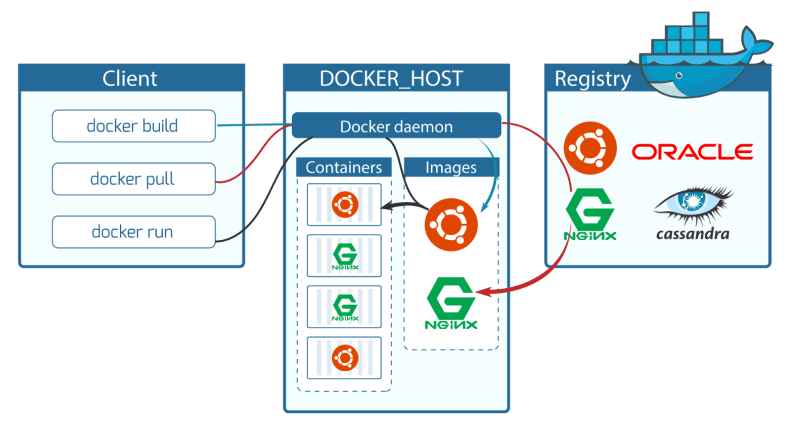 Client
docker build
docker pull
docker run
DOCKER_HOST
Docker daemon
Containers
NGiNX
NGiNX
Images
NGiNX
Registry
ORACLE
NGiNX
cassandra